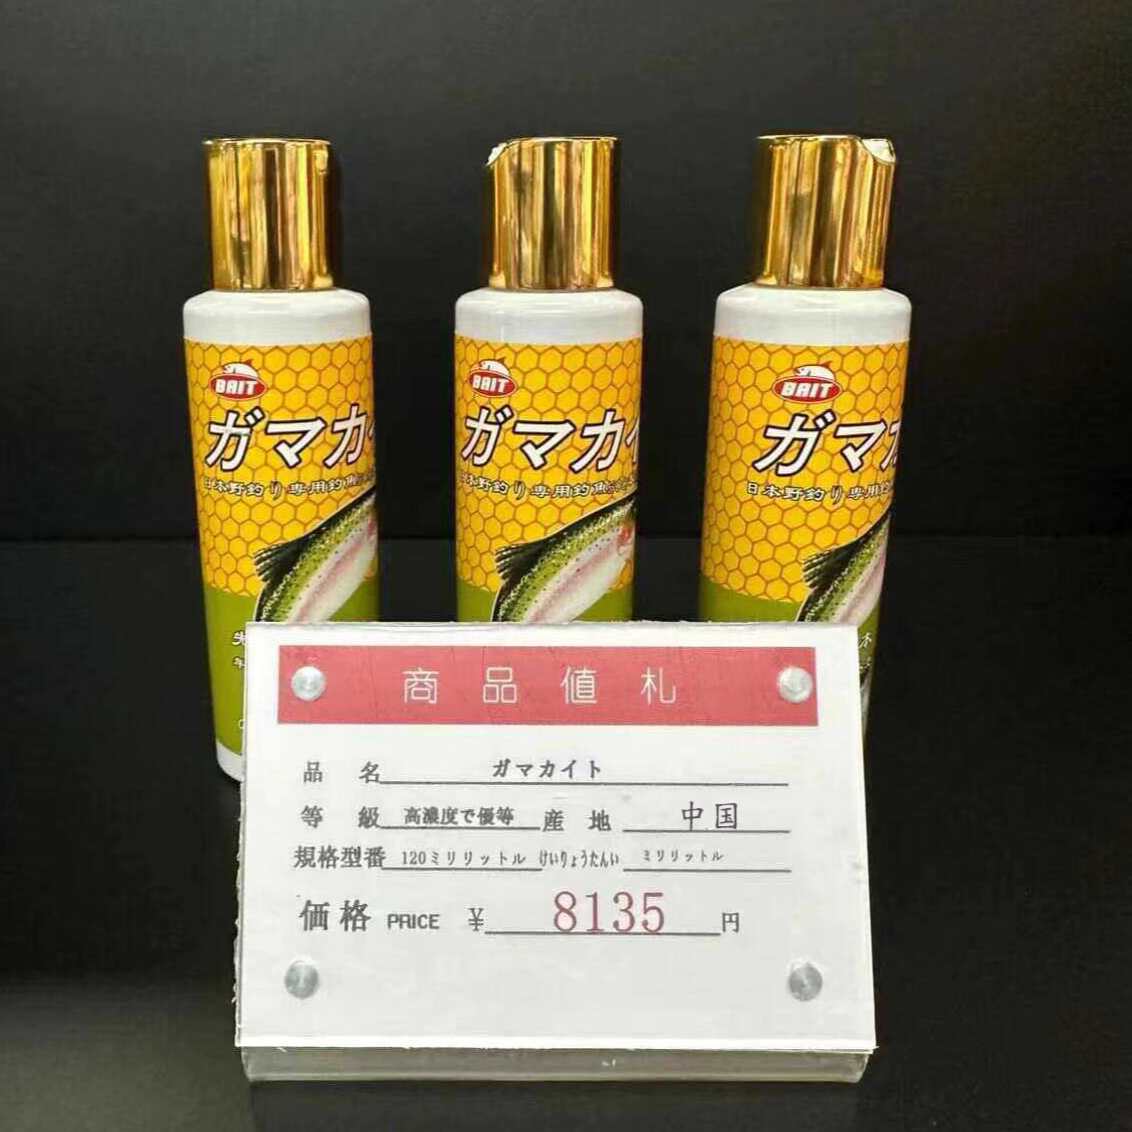 BAIT
ガマカイ
日本野釣り専用釣魚
BAIT
ガマカイ
日本野釣り専用釣魚
BAIT
ガマカ
日本野釣り専用釣
商品値札
品名 ガマカイト
等級 高濃度で優等 産地 中国
規格型番 120ミリリットル けいりょうたんい ミリリットル
価格 PRICE ¥ 8135 円